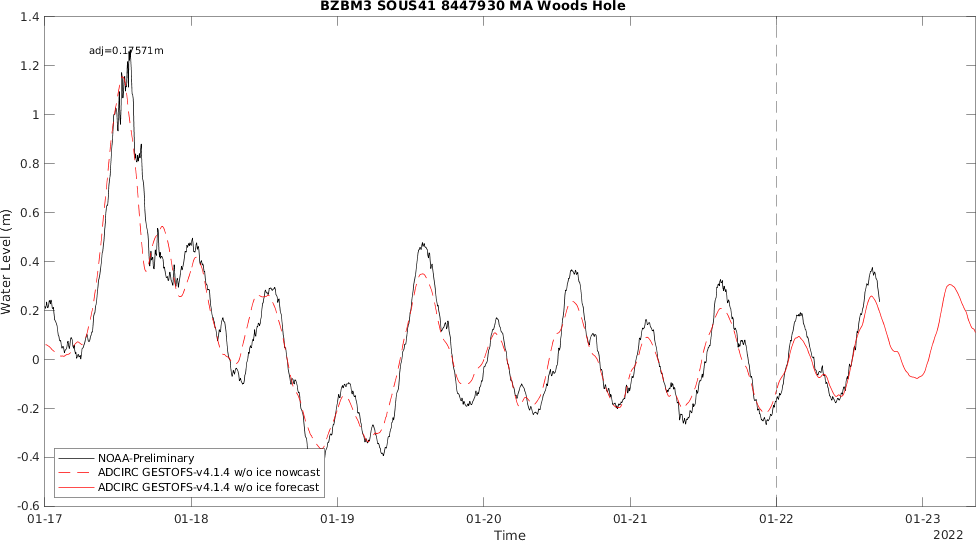 BZBM3 SOUS41 8447930 MA Woods Hole
1.4
adj=0.17571m
1.2
1
0.8
0.6
0.4
0.2
0
-0.2
-0.4
-0.6
Water Level (m)
NOAA-Preliminary
ADCIRC GESTOFS-v4.1.4 w/o ice nowcast
ADCIRC GESTOFS-v4.1.4 w/o ice forecast
01-17 01-18 01-19 01-20 01-21 01-22 01-23
Time
2022